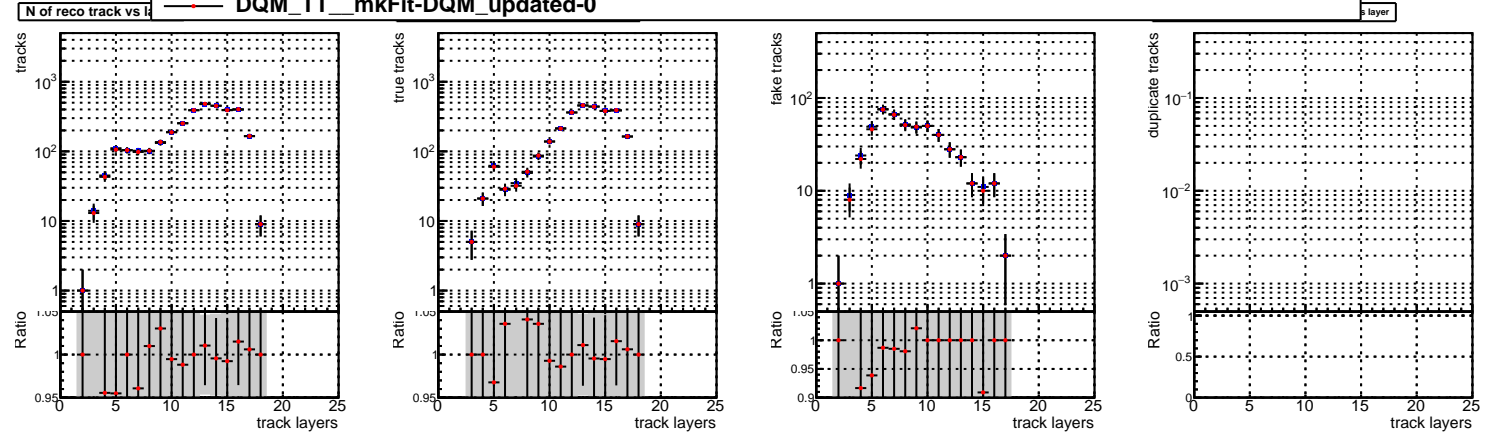 DQM_11__mkFit-DQM_updated-0
N of reco track vs la
s layer
tracks
10³
10²
10
1
Ratio
1.05
1
0.95
0 5 10 15 20 25
track layers
true tracks
10³
10²
10
1
Ratio
1.05
1
0.95
0 5 10 15 20 25
track layers
fake tracks
10²
10
1
Ratio
1
0.95
0.9
0 5 10 15 20 25
track layers
duplicate tracks
10⁻¹
10⁻²
10⁻³
Ratio
1
0.5
0
0 5 10 15 20 25
track layers